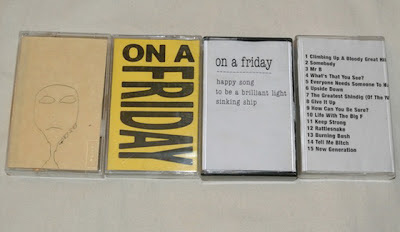 ON A
FRIDAY
on a friday
happy song
to be a brilliant light
sinking ship
1 Climbing Up A Bloody Great Hill
2 Somebody
3 Mr B
4 What's That You See?
5 Everyone Needs Someone To
6 Upside Down
7 The Greatest Shindig (Of The
8 Give It Up
9 How Can You Be Sure?
10 Life With The Big F
11 Keep Strong
12 Rattlesnake
13 Burning Bush
14 Tell Me Bitch
15 New Generation